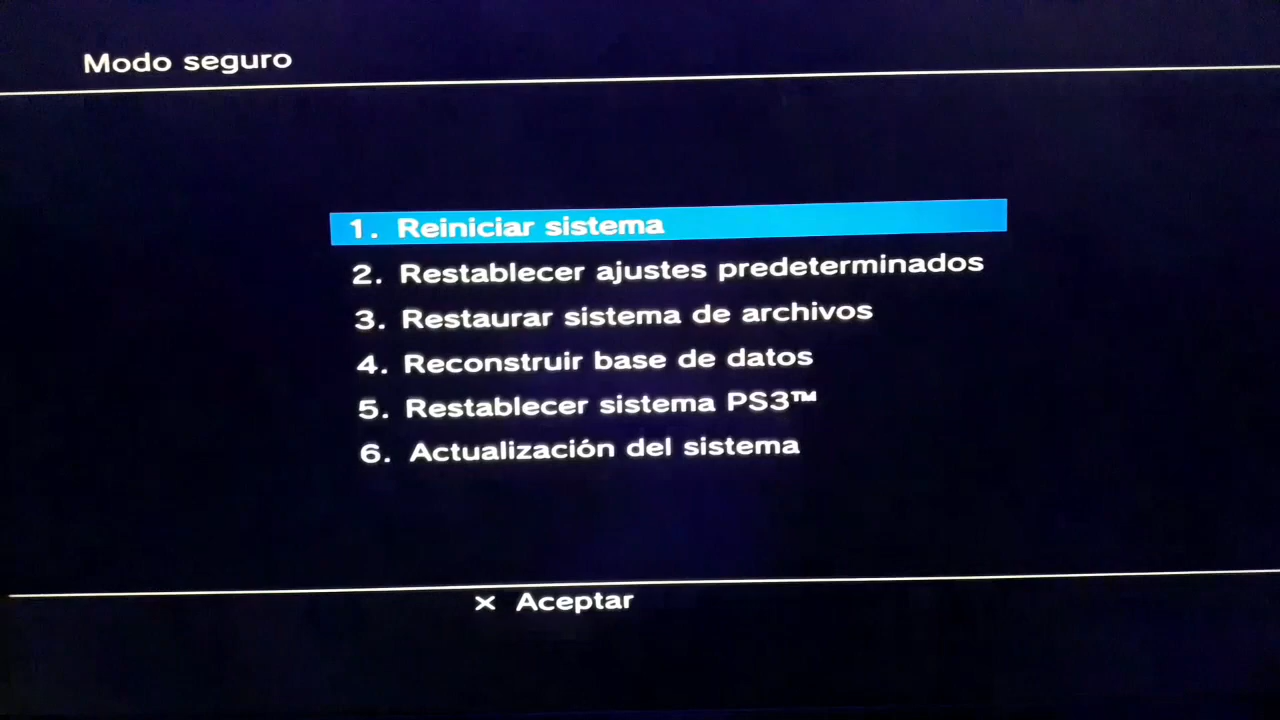 Modo seguro
1. Reiniciar sistema
2. Restablecer ajustes predeterminados
3. Restaurar sistema de archivos
4. Reconstruir base de datos
5. Restablecer sistema PS3™
6. Actualización del sistema
× Aceptar